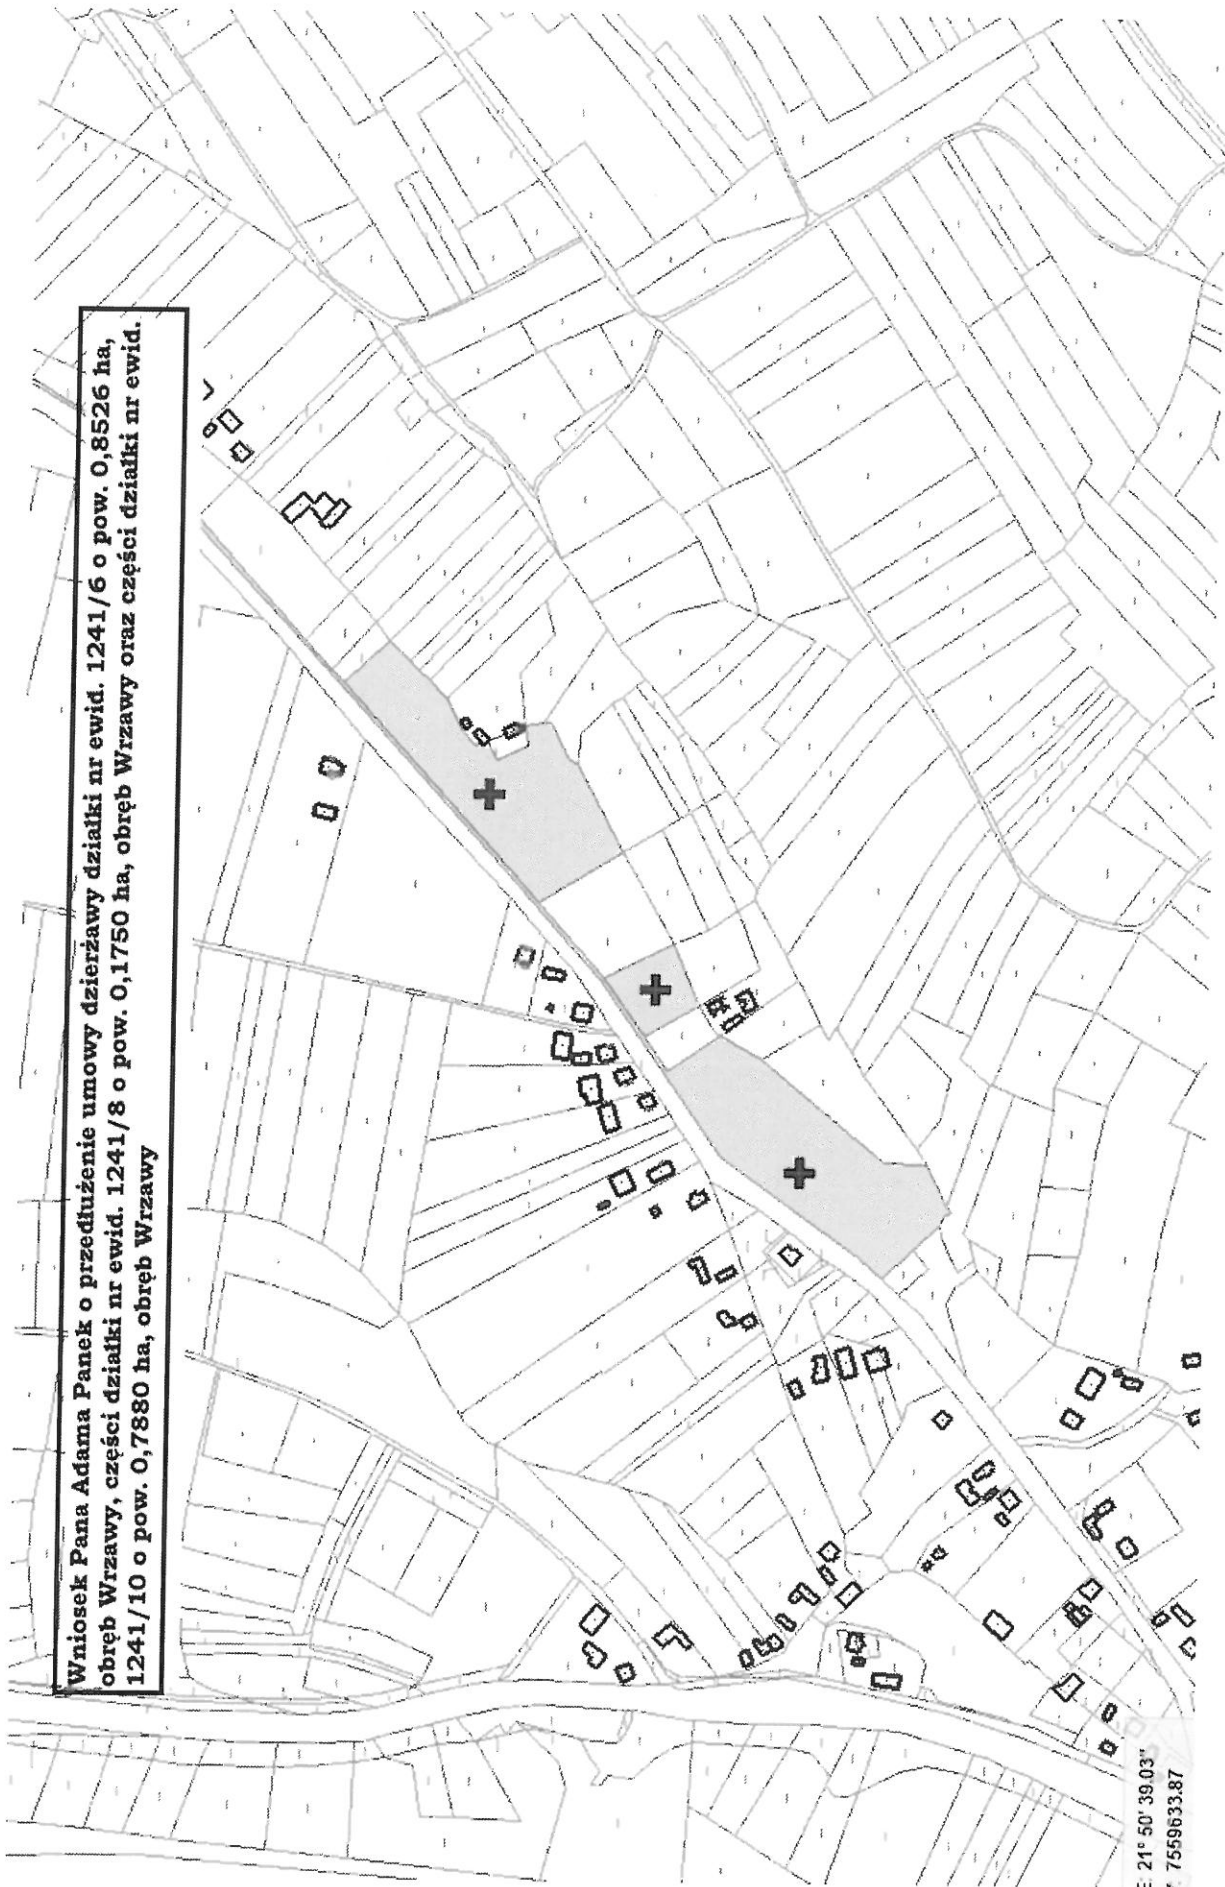 Wniosek Pana Adama Panek o przedłużenie umowy dzierżawy działki nr ewid. 1241/6 o pow. 0,8526 ha,
obręb Wrzawy, części działki nr ewid. 1241/8 o pow. 0,1750 ha, obręb Wrzawy oraz części działki nr ewid.
1241/10 o pow. 0,7880 ha, obręb Wrzawy
E: 21° 50' 39.03"
: 7559633.87